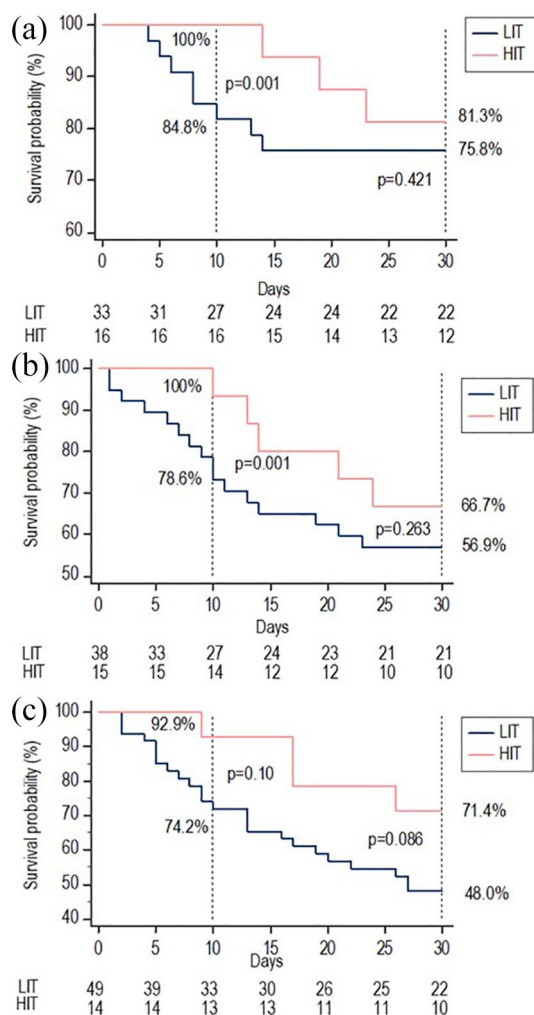 (a)
100
90
80
70
60
Survival probability (%)
100%
p=0.001
84.8%
p=0.421
LIT
HIT
81.3%
75.8%
0 5 10 15 20 25 30
Days
LIT 33 31 27 24 24 22 22
HIT 16 16 16 15 14 13 12
(b)
100
90
80
70
60
50
Survival probability (%)
100%
p=0.001
78.6%
p=0.263
LIT
HIT
66.7%
56.9%
0 5 10 15 20 25 30
Days
LIT 38 33 27 24 23 21 21
HIT 15 15 14 12 12 10 10
(c)
100
90
80
70
60
50
40
Survival probability (%)
92.9%
p=0.10
74.2%
p=0.086
LIT
HIT
71.4%
48.0%
0 5 10 15 20 25 30
Days
LIT 49 39 33 30 26 25 22
HIT 14 14 13 13 11 11 10